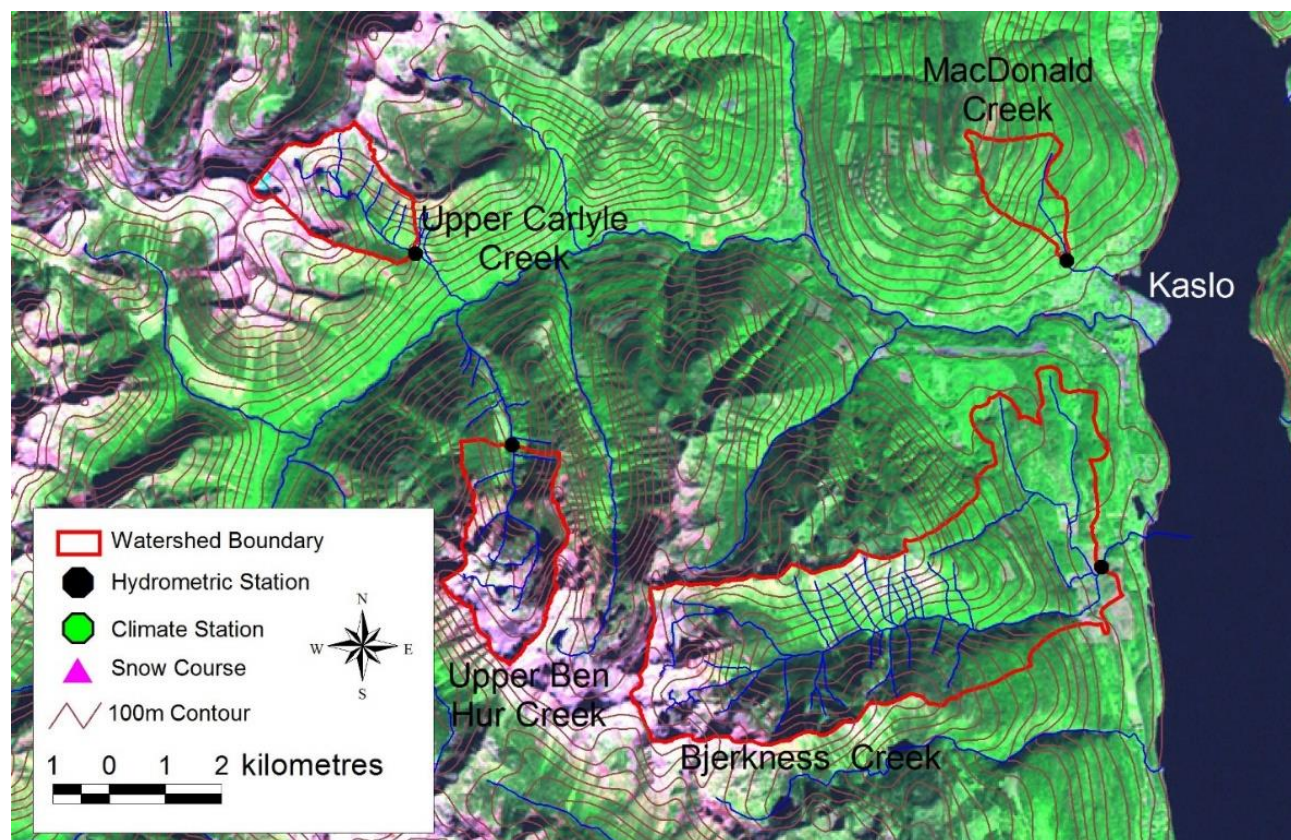 MacDonald
Creek
Upper Carlyle
Creek
Kaslo
Watershed Boundary
Hydrometric Station
Climate Station
Snow Course
100m Contour
N
W E
S
1 0 1 2 kilometres
Upper Ben
Hur Creek
Bjerkness Creek